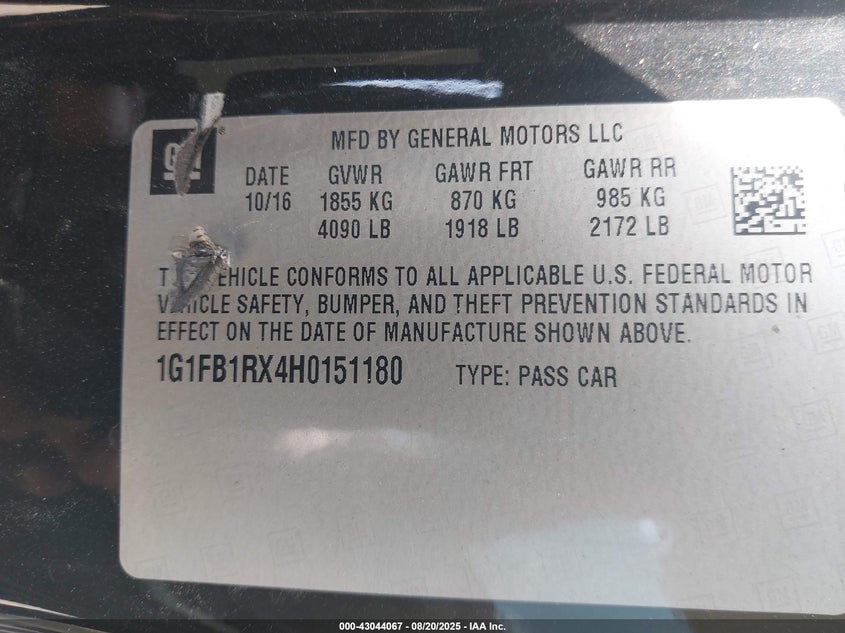 GM ®
MFD BY GENERAL MOTORS LLC
DATE GVWR GAWR FRT GAWR RR
10/16 1855 KG 870 KG 985 KG
4090 LB 1918 LB 2172 LB
T VEHICLE CONFORMS TO ALL APPLICABLE U.S. FEDERAL MOTOR
VEHICLE SAFETY, BUMPER, AND THEFT PREVENTION STANDARDS IN
EFFECT ON THE DATE OF MANUFACTURE SHOWN ABOVE.
1G1FB1RX4H0151180 TYPE: PASS CAR
000-43044067 - 08/20/2025 - IAA Inc.